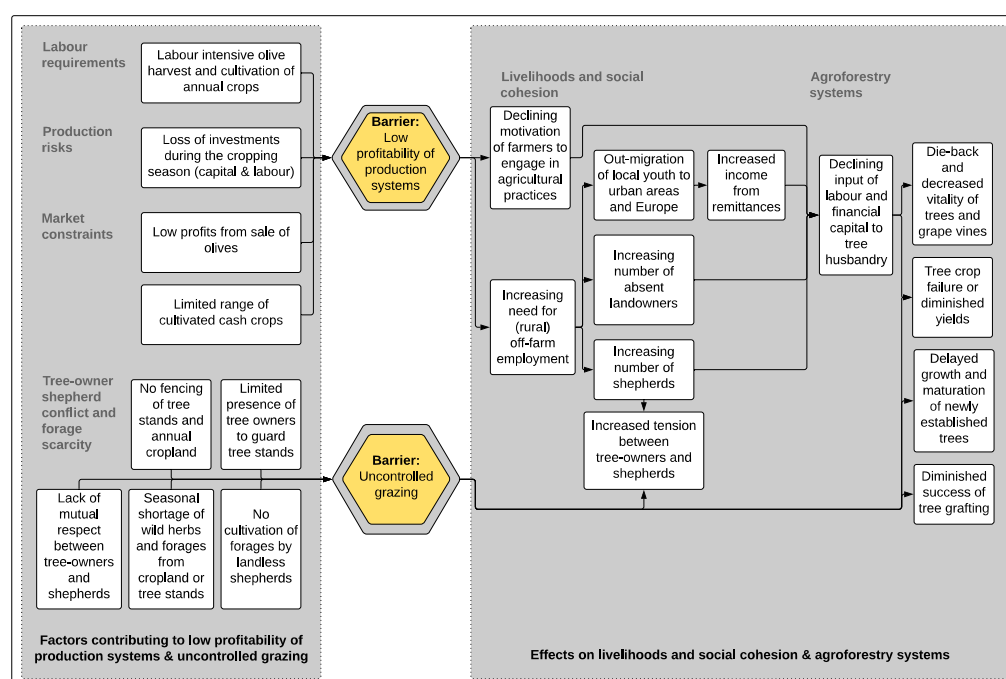 Labour
requirements
Labour intensive olive
harvest and cultivation of
annual crops
Production
risks
Loss of investments
during the cropping
season (capital & labour)
Market
constraints
Low profits from sale of
olives
Limited range of
cultivated cash crops
Tree-owner
shepherd
conflict and
forage
scarcity
No fencing
of tree
stands and
annual
cropland
Limited
presence of
tree owners
to guard
tree stands
Lack of
mutual
respect
between
tree-owners
and
shepherds
Seasonal
shortage of
wild herbs
and forages
from
cropland or
tree stands
No
cultivation of
forages by
landless
shepherds
Factors contributing to low profitability of
production systems & uncontrolled grazing
Barrier:
Low
profitability of
production
systems
Barrier:
Uncontrolled
grazing
Livelihoods and social
cohesion
Declining
motivation
of farmers to
engage in
agricultural
practices
Increasing
need for
(rural)
off-farm
employment
Out-migration
of local youth to
urban areas
and Europe
Increased
income
from
remittances
Increasing
number of
absent
landowners
Increasing
number of
shepherds
Increased tension
between
tree-owners and
shepherds
Agroforestry
systems
Declining
input of
labour and
financial
capital to
tree
husbandry
Die-back
and
decreased
vitality of
trees and
grape vines
Tree crop
failure or
diminished
yields
Delayed
growth and
maturation
of newly
established
trees
Diminished
success of
tree grafting
Effects on livelihoods and social cohesion & agroforestry systems